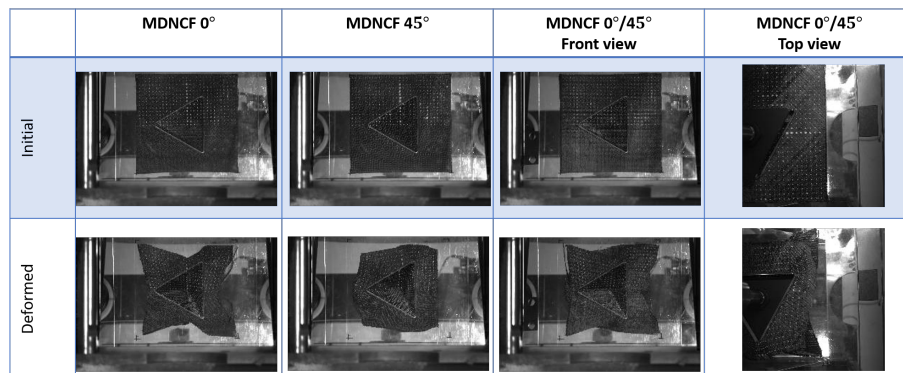 MDNCF 0°
MDNCF 45°
MDNCF 0°/45°
Front view
MDNCF 0°/45°
Top view
Initial
Deformed